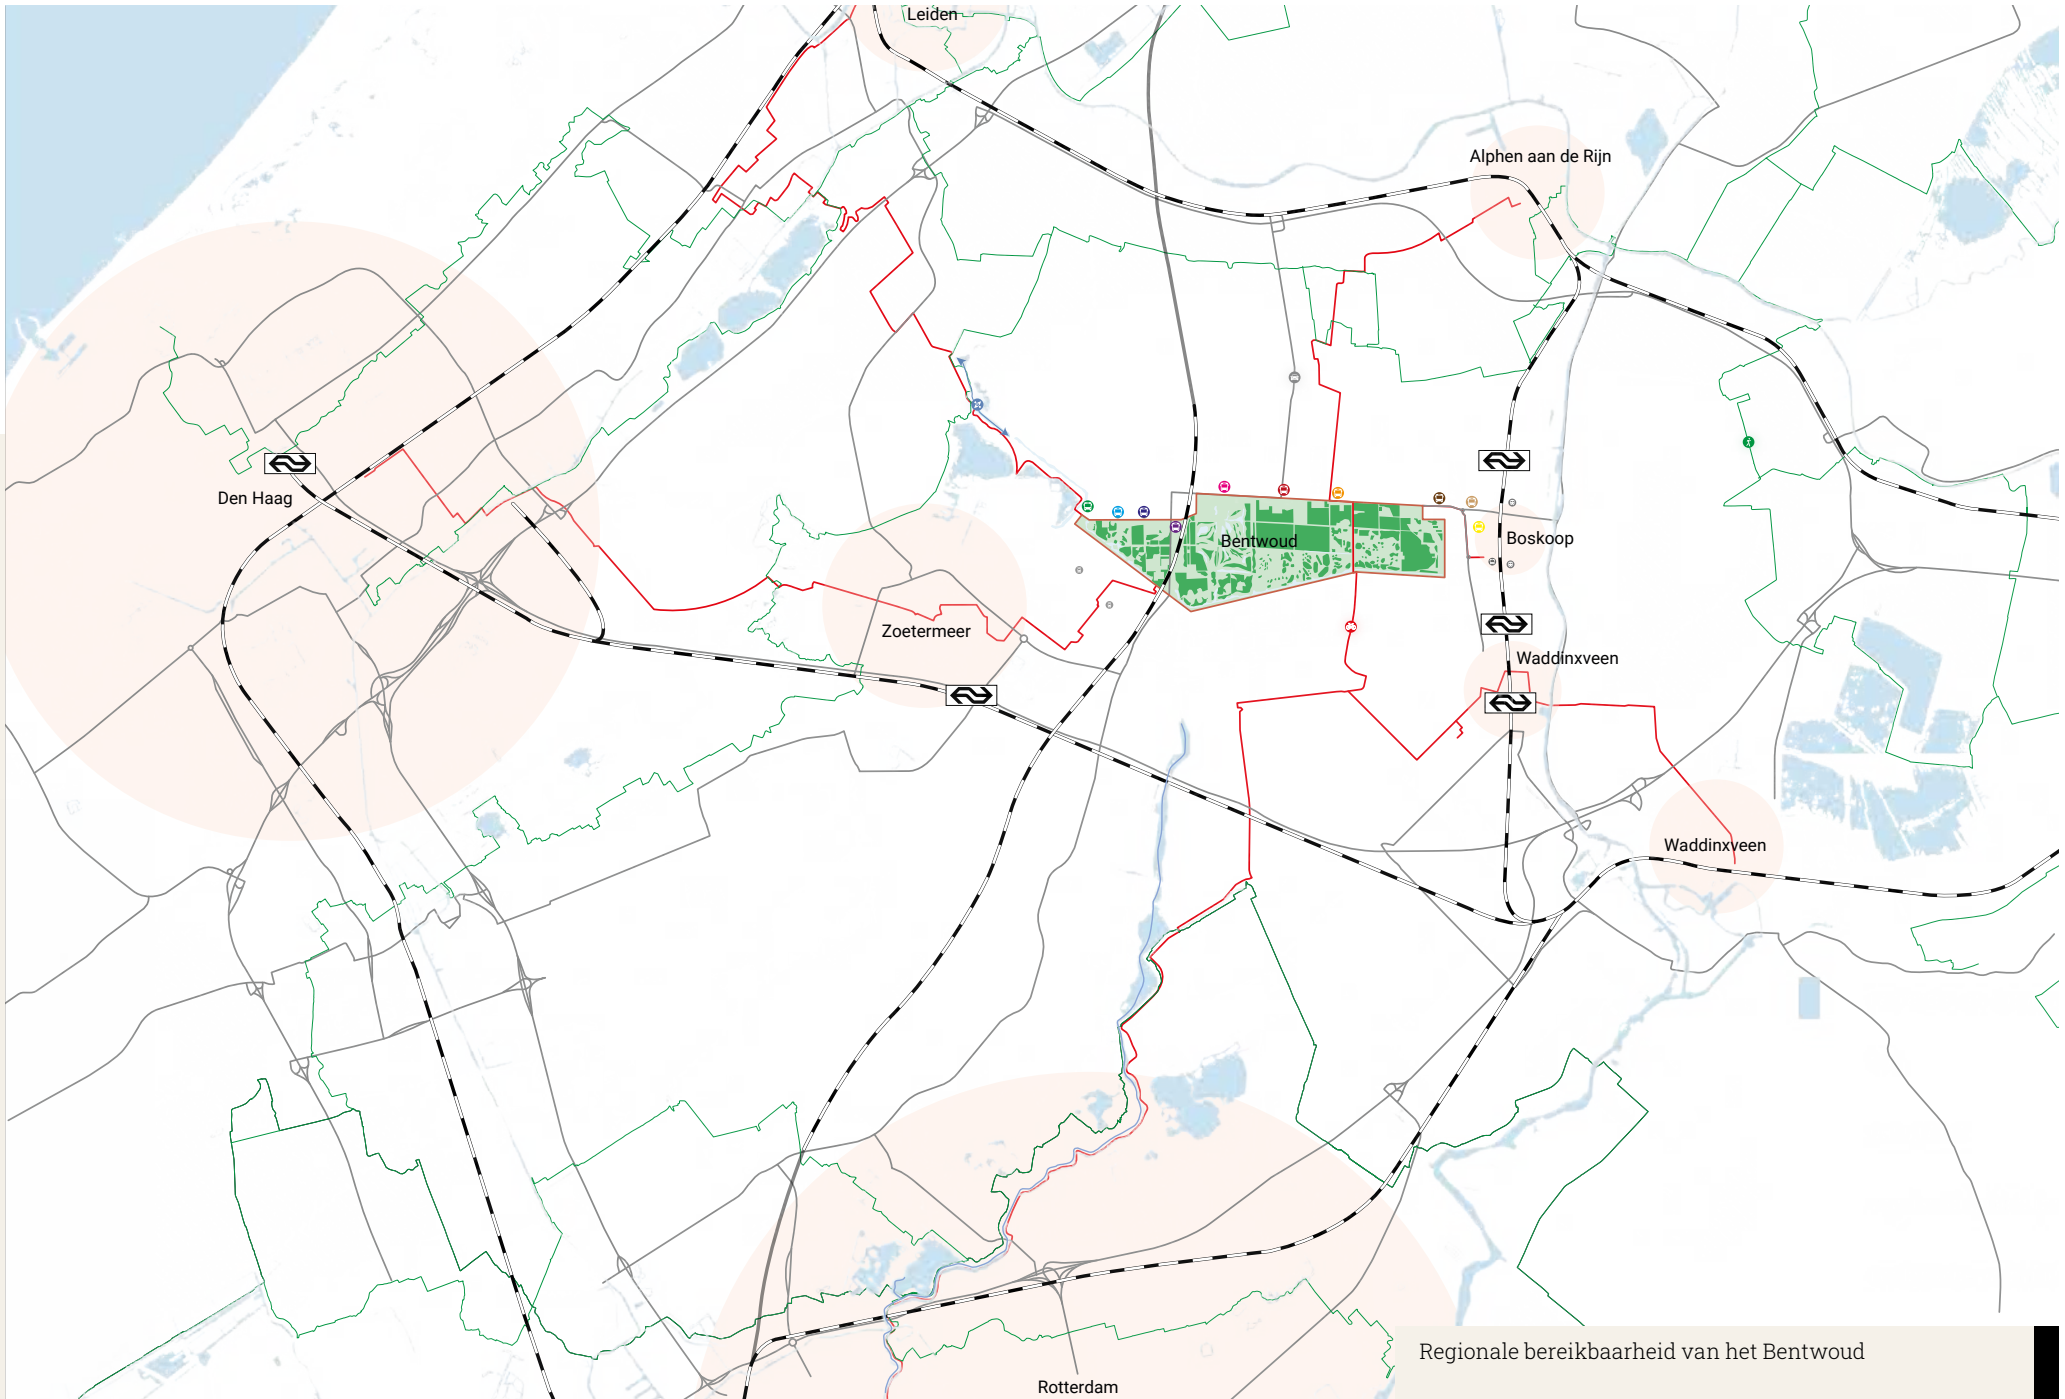 Leiden
Alphen aan de Rijn
Den Haag
Bentwoud
Boskoop
Zoetermeer
Waddinxveen
Waddinxveen
Regionale bereikbaarheid van het Bentwoud
Rotterdam